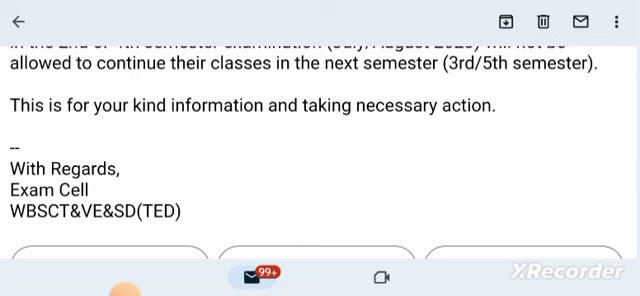 allowed to continue their classes in the next semester (3rd/5th semester).
This is for your kind information and taking necessary action.
--
With Regards,
Exam Cell
WBSCT&VE&SD(TED)
99+
XRecorder